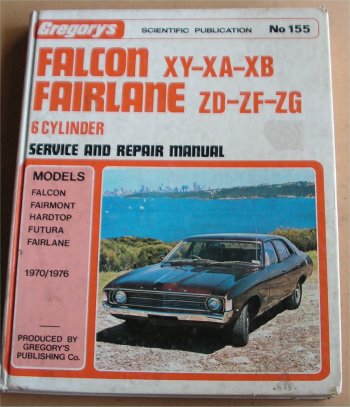 Gregory's SCIENTIFIC PUBLICATION No 155
FALCON XY-XA-XB
FAIRLANE ZD-ZF-ZG
6 CYLINDER
SERVICE AND REPAIR MANUAL
MODELS
FALCON
FAIRMONT
HARDTOP
FUTURA
FAIRLANE
1970/1976
PRODUCED BY
GREGORY'S
PUBLISHING Co.